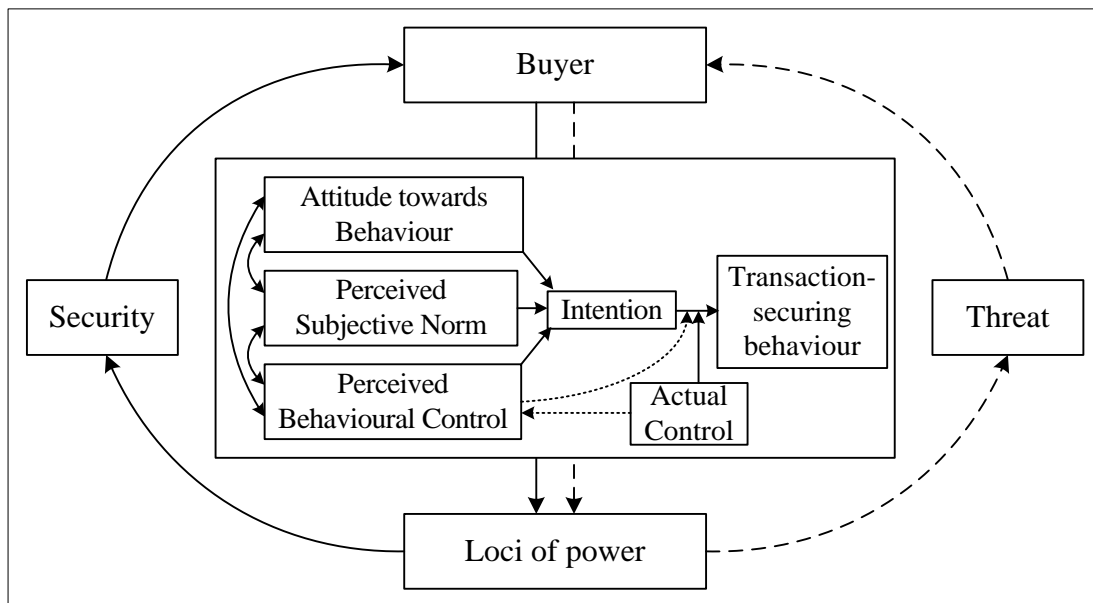 Buyer
Attitude towards
Behaviour
Perceived
Subjective Norm
Perceived
Behavioural Control
Intention
Transaction-
securing
behaviour
Actual
Control
Security
Threat
Loci of power